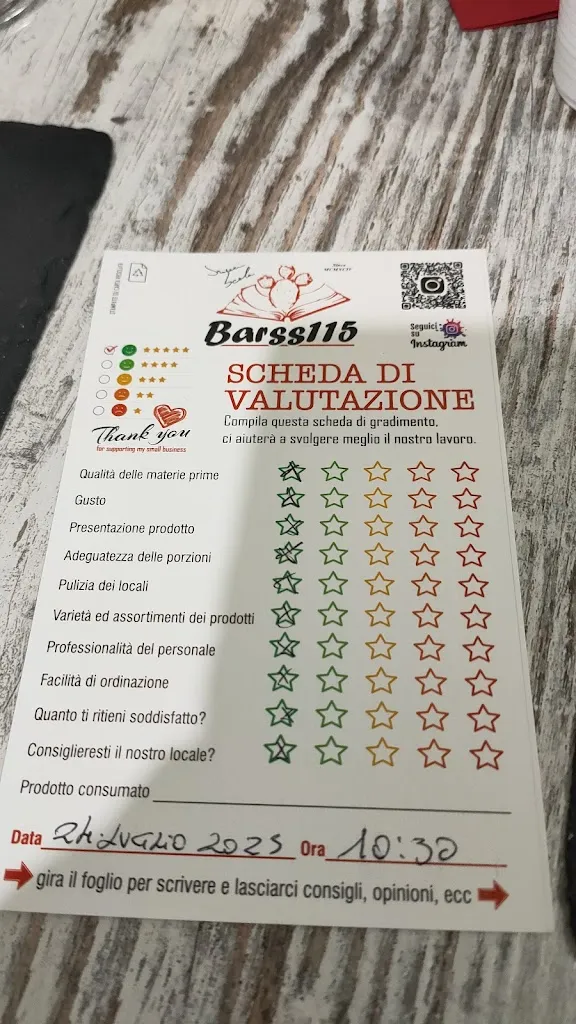 Barss115
Seguici
su
Instagram
SCHEDA DI
VALUTAZIONE
Compila questa scheda di gradimento,
ci aiuterà a svolgere meglio il nostro lavoro.
Thank you
for supporting my small business
Qualità delle materie prime
Gusto
Presentazione prodotto
Adeguatezza delle porzioni
Pulizia dei locali
Varietà ed assortimenti dei prodotti
Professionalità del personale
Facilità di ordinazione
Quanto ti ritieni soddisfatto?
Consiglieresti il nostro locale?
Prodotto consumato
Data 24 LUGLIO 2025 Ora 10:30
gira il foglio per scrivere e lasciarci consigli, opinioni, ecc